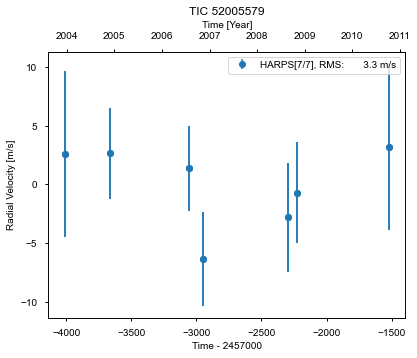 TIC 52005579
Time [Year]
2004 2005 2006 2007 2008 2009 2010 2011
HARPS[7/7], RMS: 3.3 m/s
Radial Velocity [m/s]
10
5
0
−5
−10
−4000 −3500 −3000 −2500 −2000 −1500
Time - 2457000